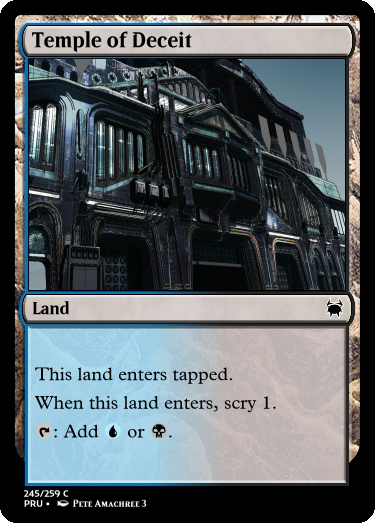 Temple of Deceit
Land
This land enters tapped.
When this land enters, scry 1.
: Add or .
245/259 C
PRU • Pete Amachree 3